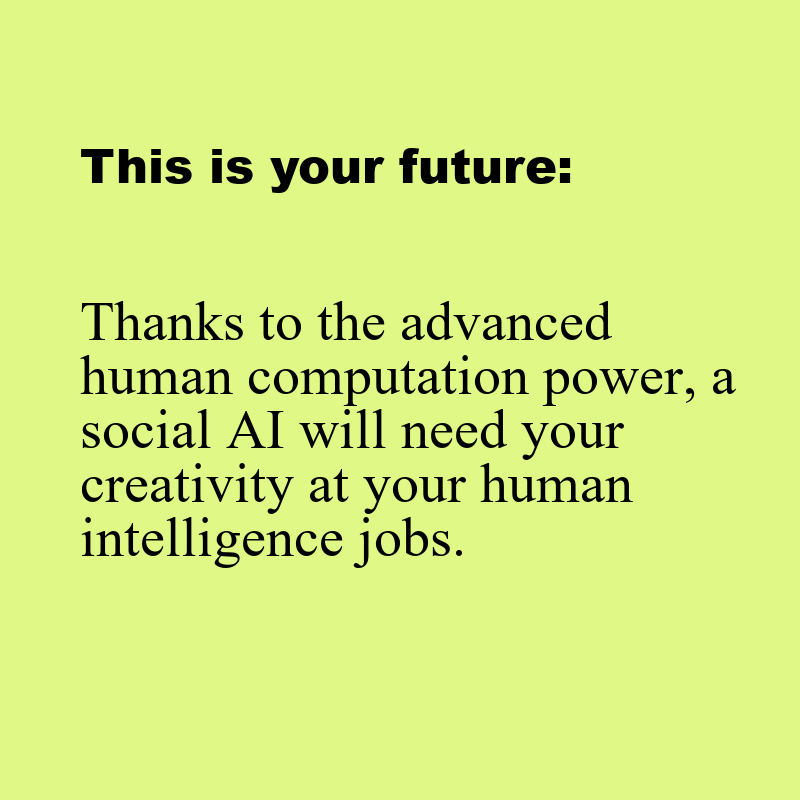 This is your future:
Thanks to the advanced
human computation power, a
social AI will need your
creativity at your human
intelligence jobs.